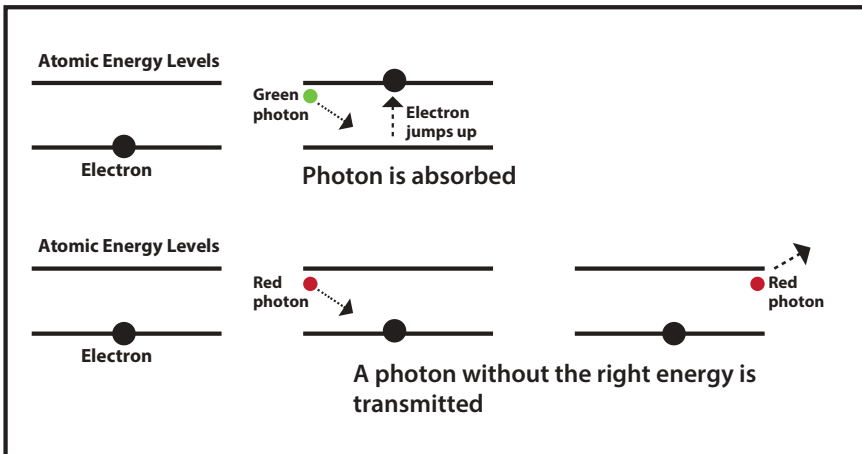 Atomic Energy Levels
Electron
Green
photon
Electron
jumps up
Photon is absorbed
Atomic Energy Levels
Electron
Red
photon
Red
photon
A photon without the right energy is
transmitted